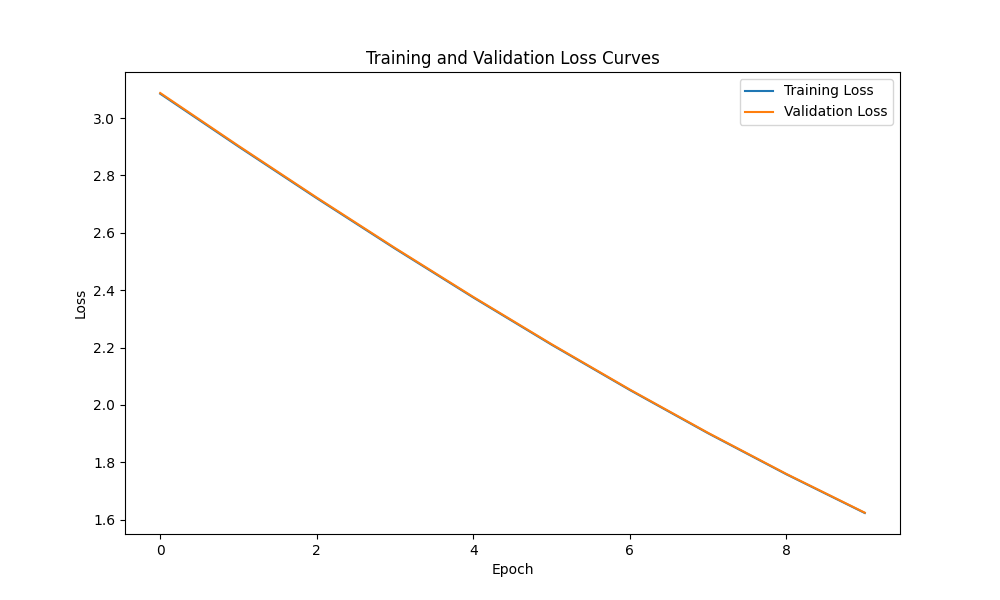 Training and Validation Loss Curves
Training Loss
Validation Loss
3.0
2.8
2.6
2.4
2.2
2.0
1.8
1.6
Loss
0 2 4 6 8
Epoch